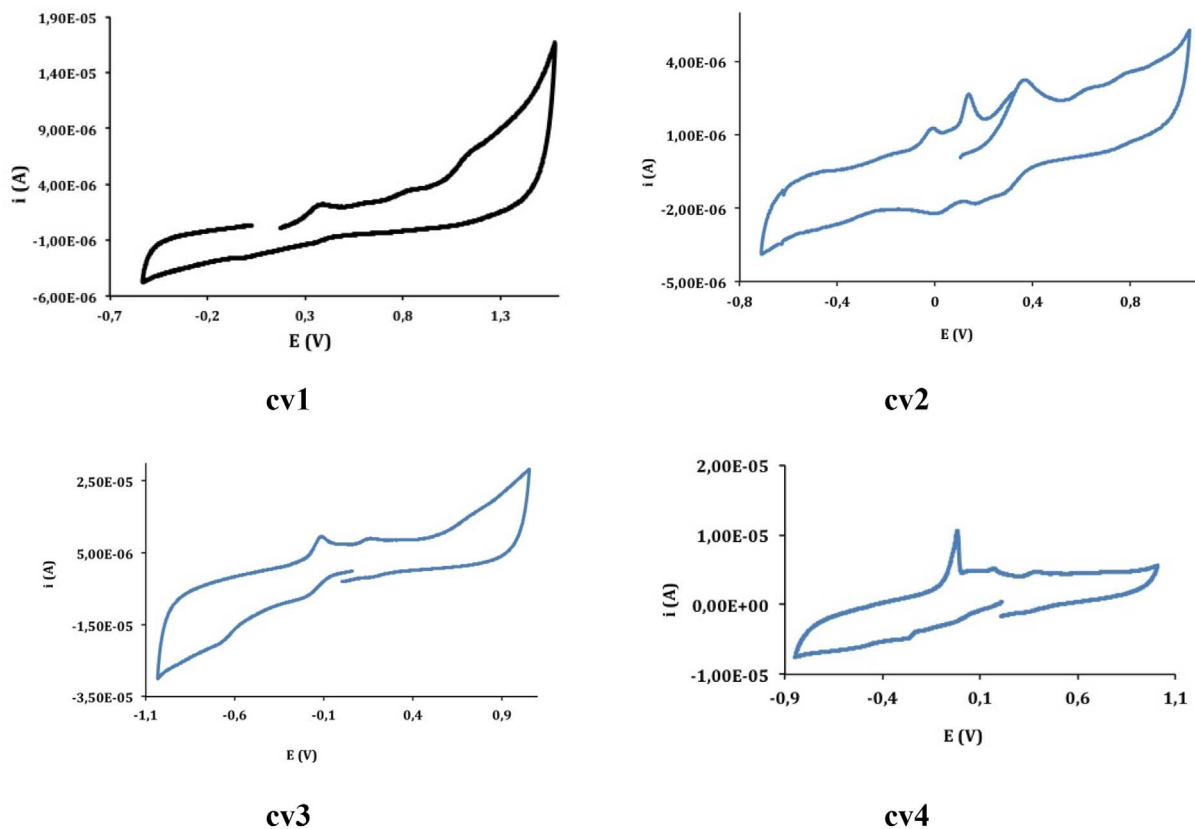 1,90E-05
1,40E-05
9,00E-06
4,00E-06
-1,00E-06
-6,00E-06
i (A)
-0,7 -0,2 0,3 0,8 1,3
E (V)
cv1
4,00E-06
1,00E-06
-2,00E-06
-5,00E-06
i (A)
-0,8 -0,4 0 0,4 0,8
E (V)
cv2
2,50E-05
5,00E-06
-1,50E-05
-3,50E-05
i (A)
-1,1 -0,6 -0,1 0,4 0,9
E (V)
cv3
2,00E-05
1,00E-05
0,00E+00
-1,00E-05
i (A)
-0,9 -0,4 0,1 0,6 1,1
E (V)
cv4